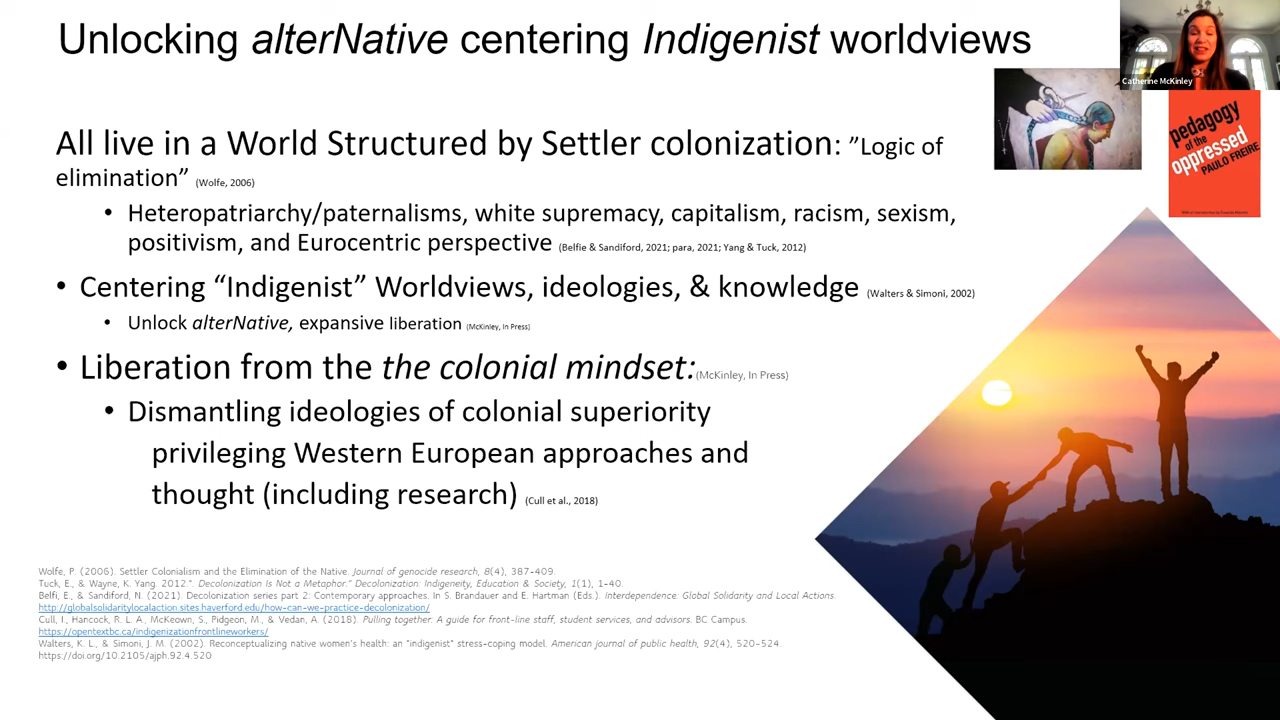 Unlocking alterNative centering Indigenist worldviews
Catherine McKinley
pedagogy
of the
oppressed
PAULO FREIRE
All live in a World Structured by Settler colonization: ”Logic of
elimination” (Wolfe, 2006)
• Heteropatriarchy/paternalisms, white supremacy, capitalism, racism, sexism,
positivism, and Eurocentric perspective (Belfie & Sandiford, 2021; para, 2021; Yang & Tuck, 2012)
• Centering “Indigenist” Worldviews, ideologies, & knowledge (Walters & Simoni, 2002)
• Unlock alterNative, expansive liberation (McKinley, In Press)
• Liberation from the the colonial mindset:(McKinley, In Press)
• Dismantling ideologies of colonial superiority
privileging Western European approaches and
thought (including research) (Cull et al., 2018)
Wolfe, P. (2006). Settler Colonialism and the Elimination of the Native. Journal of genocide research, 8(4), 387-409.
Tuck, E., & Wayne, K. Yang. 2012.". Decolonization Is Not a Metaphor." Decolonization: Indigeneity, Education & Society, 1(1), 1-40.
Belfi, E., & Sandiford, N. (2021). Decolonization series part 2: Contemporary approaches. In S. Brandauer and E. Hartman (Eds.). Interdependence: Global Solidarity and Local Actions.
http://globalsolidaritylocalaction.sites.haverford.edu/how-can-we-practice-decolonization/
Cull, I., Hancock, R. L. A., McKeown, S., Pidgeon, M., & Vedan, A. (2018). Pulling together: A guide for front-line staff, student services, and advisors. BC Campus.
https://opentextbc.ca/indigenizationfrontlineworkers/
Walters, K. L., & Simoni, J. M. (2002). Reconceptualizing native women's health: an "indigenist" stress-coping model. American journal of public health, 92(4), 520–524.
https://doi.org/10.2105/ajph.92.4.520